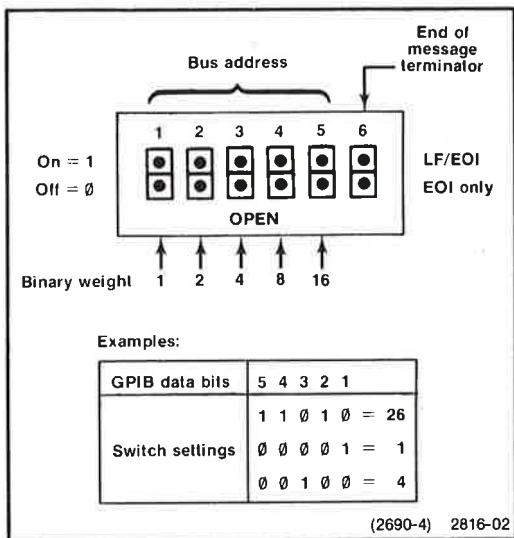 End of
message
terminator
Bus address
1 2 3 4 5 6
On = 1 LF/EOI
Off = Ø EOI only
OPEN
Binary weight 1 2 4 8 16
Examples:
GPIB data bits 5 4 3 2 1
1 1 Ø 1 Ø = 26
Switch settings Ø Ø Ø Ø 1 = 1
Ø Ø 1 Ø Ø = 4
(2690-4) 2816-02